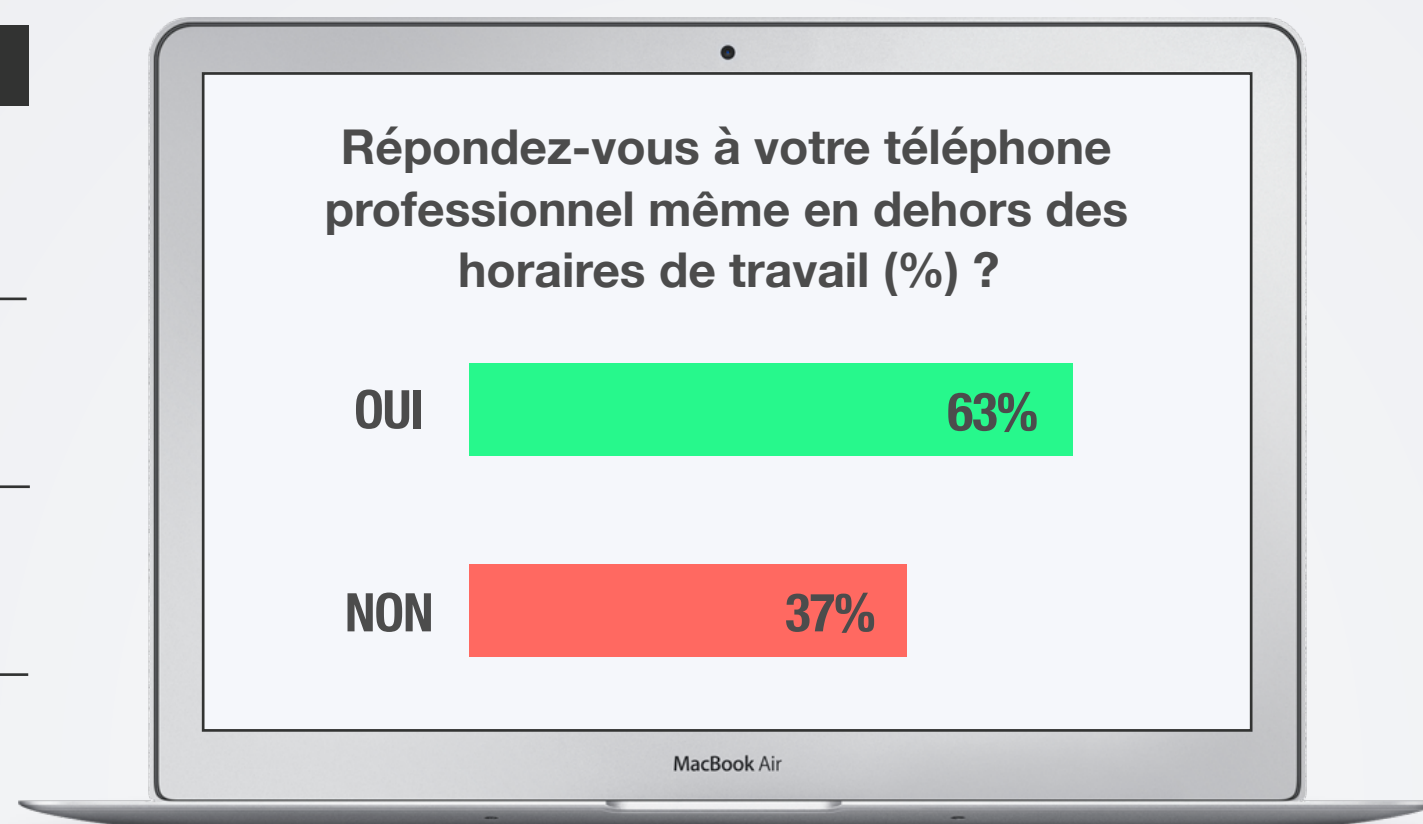 Répondez-vous à votre téléphone
professionnel même en dehors des
horaires de travail (%) ?
OUI 63%
NON 37%
MacBook Air